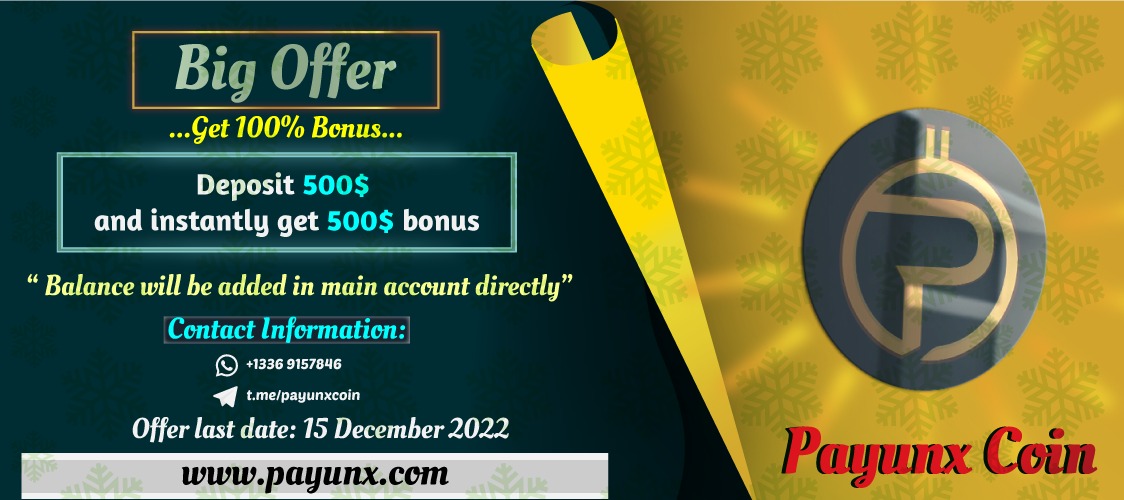 Big Offer
...Get 100% Bonus...
Deposit 500$
and instantly get 500$ bonus
“ Balance will be added in main account directly”
Contact Information:
+1336 9157846
t.me/payunxcoin
Offer last date: 15 December 2022
www.payunx.com
Payunx Coin